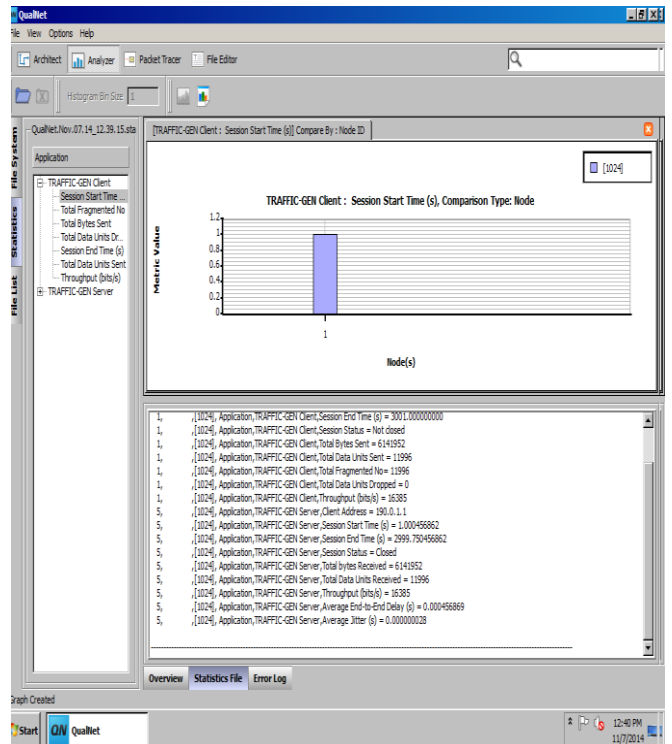 QualNet
File View Options Help
Architect Analyzer Packet Tracer File Editor
Histogram Bin Size 1
File System
Statistics
File List
QualNet.Nov.07.14_12.39.15.sta
Application
TRAFFIC-GEN Client
Session Start Time ...
Total Fragmented No
Total Bytes Sent
Total Data Units Dr...
Session End Time (s)
Total Data Units Sent
Throughput (bits/s)
TRAFFIC-GEN Server
[TRAFFIC-GEN Client : Session Start Time (s)] Compare By : Node ID
[1024]
TRAFFIC-GEN Client : Session Start Time (s), Comparison Type: Node
Metric Value
1.2
1
0.8
0.6
0.4
0.2
0
1
Node(s)
1, ,[1024], Application,TRAFFIC-GEN Client,Session End Time (s) = 3001.000000000
1, ,[1024], Application,TRAFFIC-GEN Client,Session Status = Not closed
1, ,[1024], Application,TRAFFIC-GEN Client,Total Bytes Sent = 6141952
1, ,[1024], Application,TRAFFIC-GEN Client,Total Data Units Sent = 11996
1, ,[1024], Application,TRAFFIC-GEN Client,Total Fragmented No= 11996
1, ,[1024], Application,TRAFFIC-GEN Client,Total Data Units Dropped = 0
1, ,[1024], Application,TRAFFIC-GEN Client,Throughput (bits/s) = 16385
5, ,[1024], Application,TRAFFIC-GEN Server,Client Address = 190.0.1.1
5, ,[1024], Application,TRAFFIC-GEN Server,Session Start Time (s) = 1.000456862
5, ,[1024], Application,TRAFFIC-GEN Server,Session End Time (s) = 2999.750456862
5, ,[1024], Application,TRAFFIC-GEN Server,Session Status = Closed
5, ,[1024], Application,TRAFFIC-GEN Server,Total bytes Received = 6141952
5, ,[1024], Application,TRAFFIC-GEN Server,Total Data Units Received = 11996
5, ,[1024], Application,TRAFFIC-GEN Server,Throughput (bits/s) = 16385
5, ,[1024], Application,TRAFFIC-GEN Server,Average End-to-End Delay (s) = 0.000456869
5, ,[1024], Application,TRAFFIC-GEN Server,Average Jitter (s) = 0.000000028
Overview Statistics File Error Log
Graph Created
Start QN QualNet
12:40 PM
11/7/2014